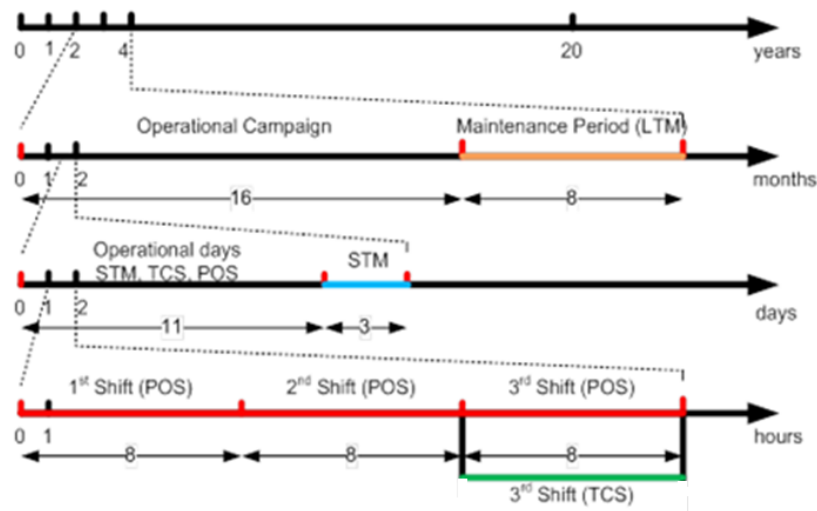 0 1 2 4 20
years
Operational Campaign Maintenance Period (LTM)
0 1 2
months
16 8
Operational days
STM, TCS, POS
STM
0 1 2
days
11 3
1st Shift (POS) 2nd Shift (POS) 3rd Shift (POS)
0 1
hours
8 8 8
3rd Shift (TCS)